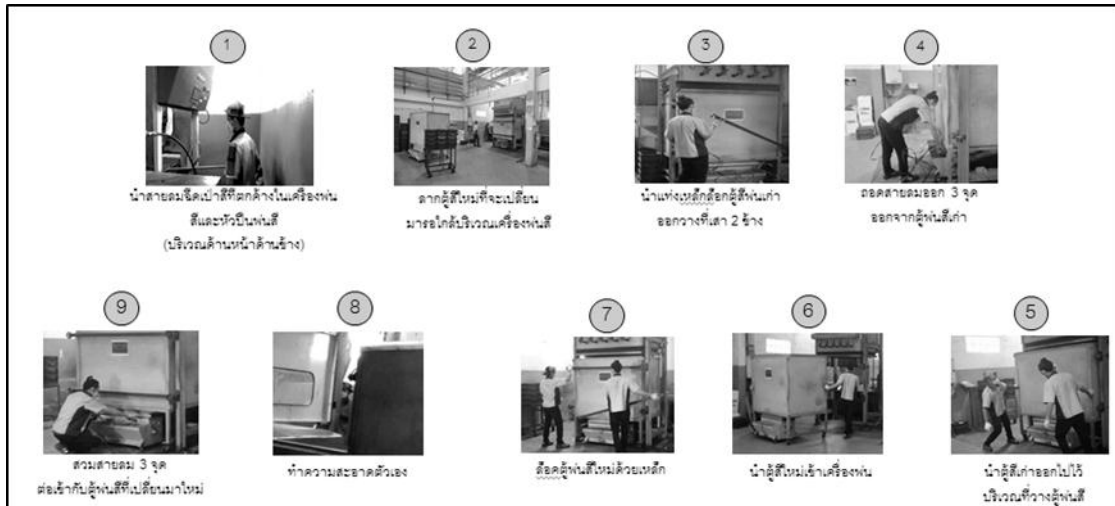 1
นำสายลมฉีดเป่าสีที่ตกค้างในเครื่องพ่น
สีและหัวปืนพ่นสี
(บริเวณด้านหน้าด้านข้าง)
2
ลากตู้สีใหม่ที่จะเปลี่ยน
มารอใกล้บริเวณเครื่องพ่นสี
3
นำแท่งเหล็กล๊อกตู้สีพ่นเก่า
ออกวางที่เสา 2 ข้าง
4
ถอดสายลมออก 3 จุด
ออกจากตู้พ่นสีเก่า
5
นำตู้สีเก่าออกไปไว้
บริเวณที่วางตู้พ่นสี
6
นำตู้สีใหม่เข้าเครื่องพ่น
7
ล๊อคตู้พ่นสีใหม่ด้วยเหล็ก
8
ทำความสะอาดตัวเอง
9
สวมสายลม 3 จุด
ต่อเข้ากับตู้พ่นสีที่เปลี่ยนมาใหม่